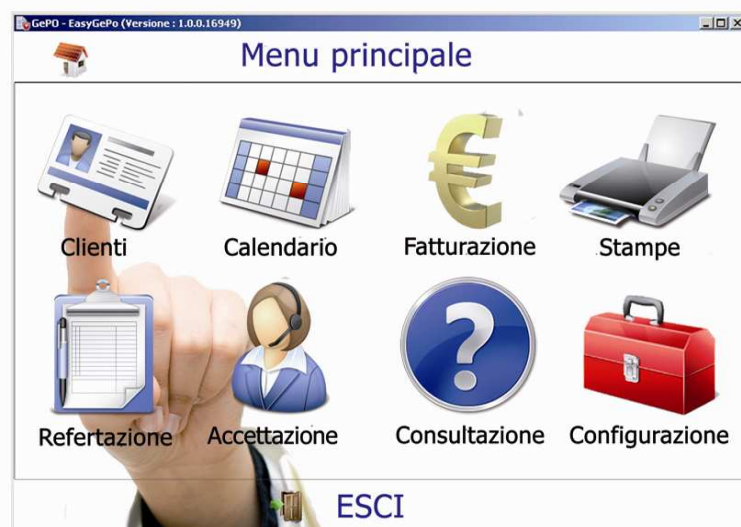 GePO - EasyGePo (Versione : 1.0.0.16949)
Menu principale
Clienti Calendario Fatturazione Stampe
Refertazione Accettazione Consultazione Configurazione
ESCI